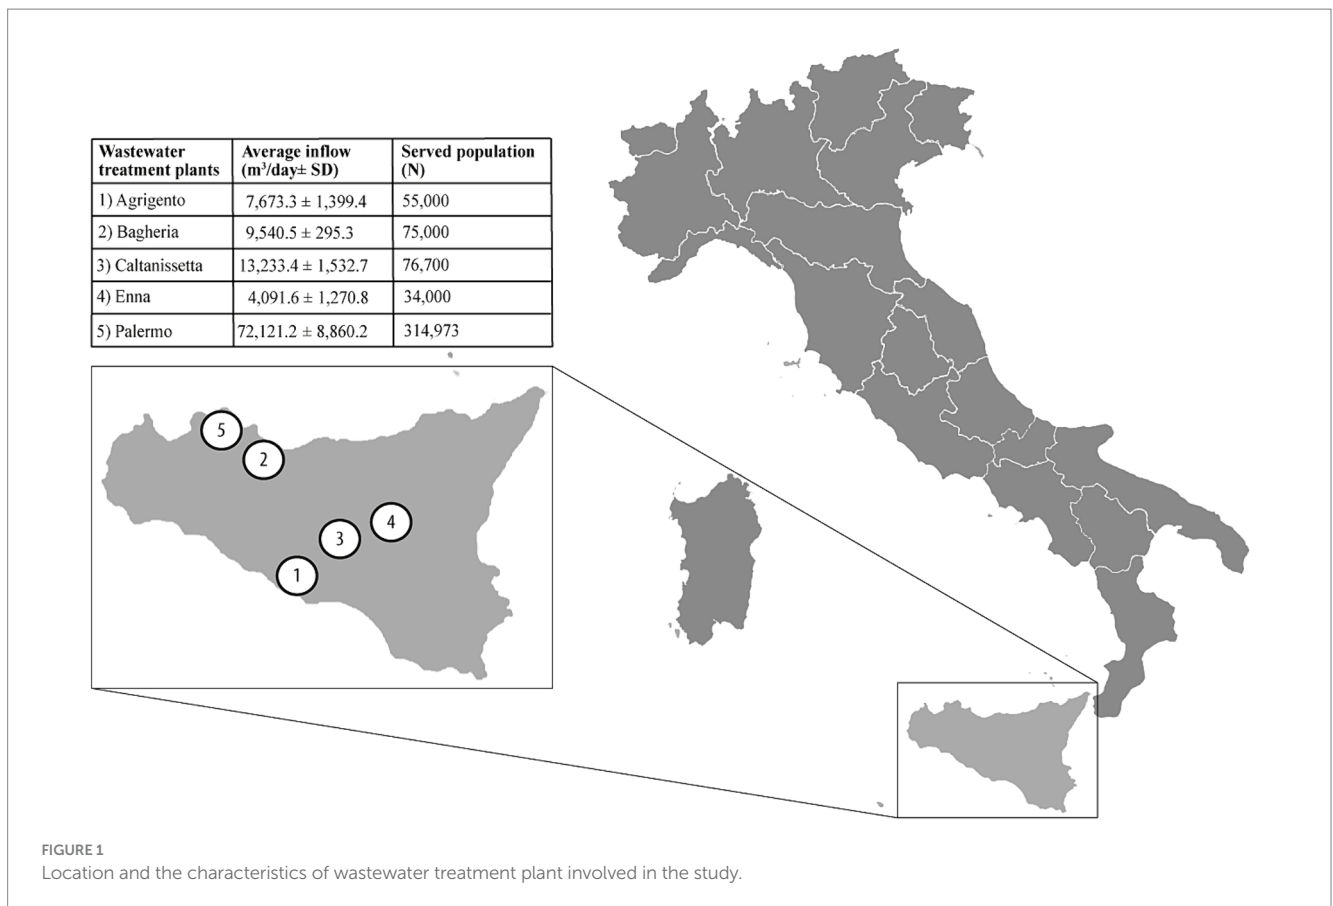 Wastewater treatment plants
Average inflow (m³/day± SD)
Served population (N)
1) Agrigento 7,673.3 ± 1,399.4 55,000
2) Bagheria 9,540.5 ± 295.3 75,000
3) Caltanissetta 13,233.4 ± 1,532.7 76,700
4) Enna 4,091.6 ± 1,270.8 34,000
5) Palermo 72,121.2 ± 8,860.2 314,973
5
2
4
3
1
FIGURE 1
Location and the characteristics of wastewater treatment plant involved in the study.